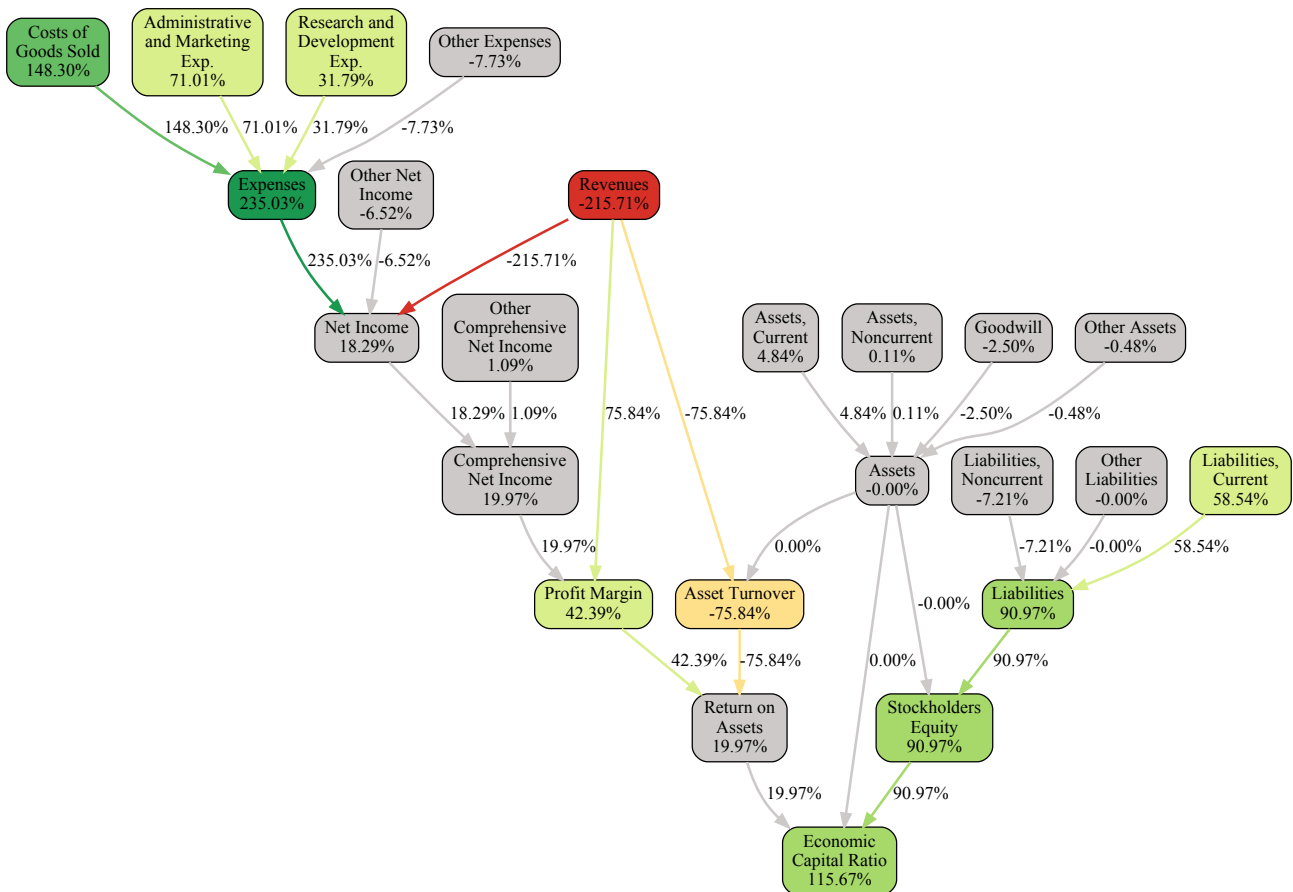 Costs of
Goods Sold
148.30%
Administrative
and Marketing
Exp.
71.01%
Research and
Development
Exp.
31.79%
Other Expenses
-7.73%
148.30%
71.01%
31.79%
-7.73%
Expenses
235.03%
Other Net
Income
-6.52%
Revenues
-215.71%
235.03%
-6.52%
-215.71%
Net Income
18.29%
Other
Comprehensive
Net Income
1.09%
Assets,
Current
4.84%
Assets,
Noncurrent
0.11%
Goodwill
-2.50%
Other Assets
-0.48%
18.29%
1.09%
75.84%
-75.84%
4.84%
0.11%
-2.50%
-0.48%
Comprehensive
Net Income
19.97%
Assets
-0.00%
Liabilities,
Noncurrent
-7.21%
Other
Liabilities
-0.00%
Liabilities,
Current
58.54%
19.97%
0.00%
-7.21%
-0.00%
58.54%
Profit Margin
42.39%
Asset Turnover
-75.84%
-0.00%
Liabilities
90.97%
42.39%
-75.84%
0.00%
90.97%
Return on
Assets
19.97%
Stockholders
Equity
90.97%
19.97%
90.97%
Economic
Capital Ratio
115.67%